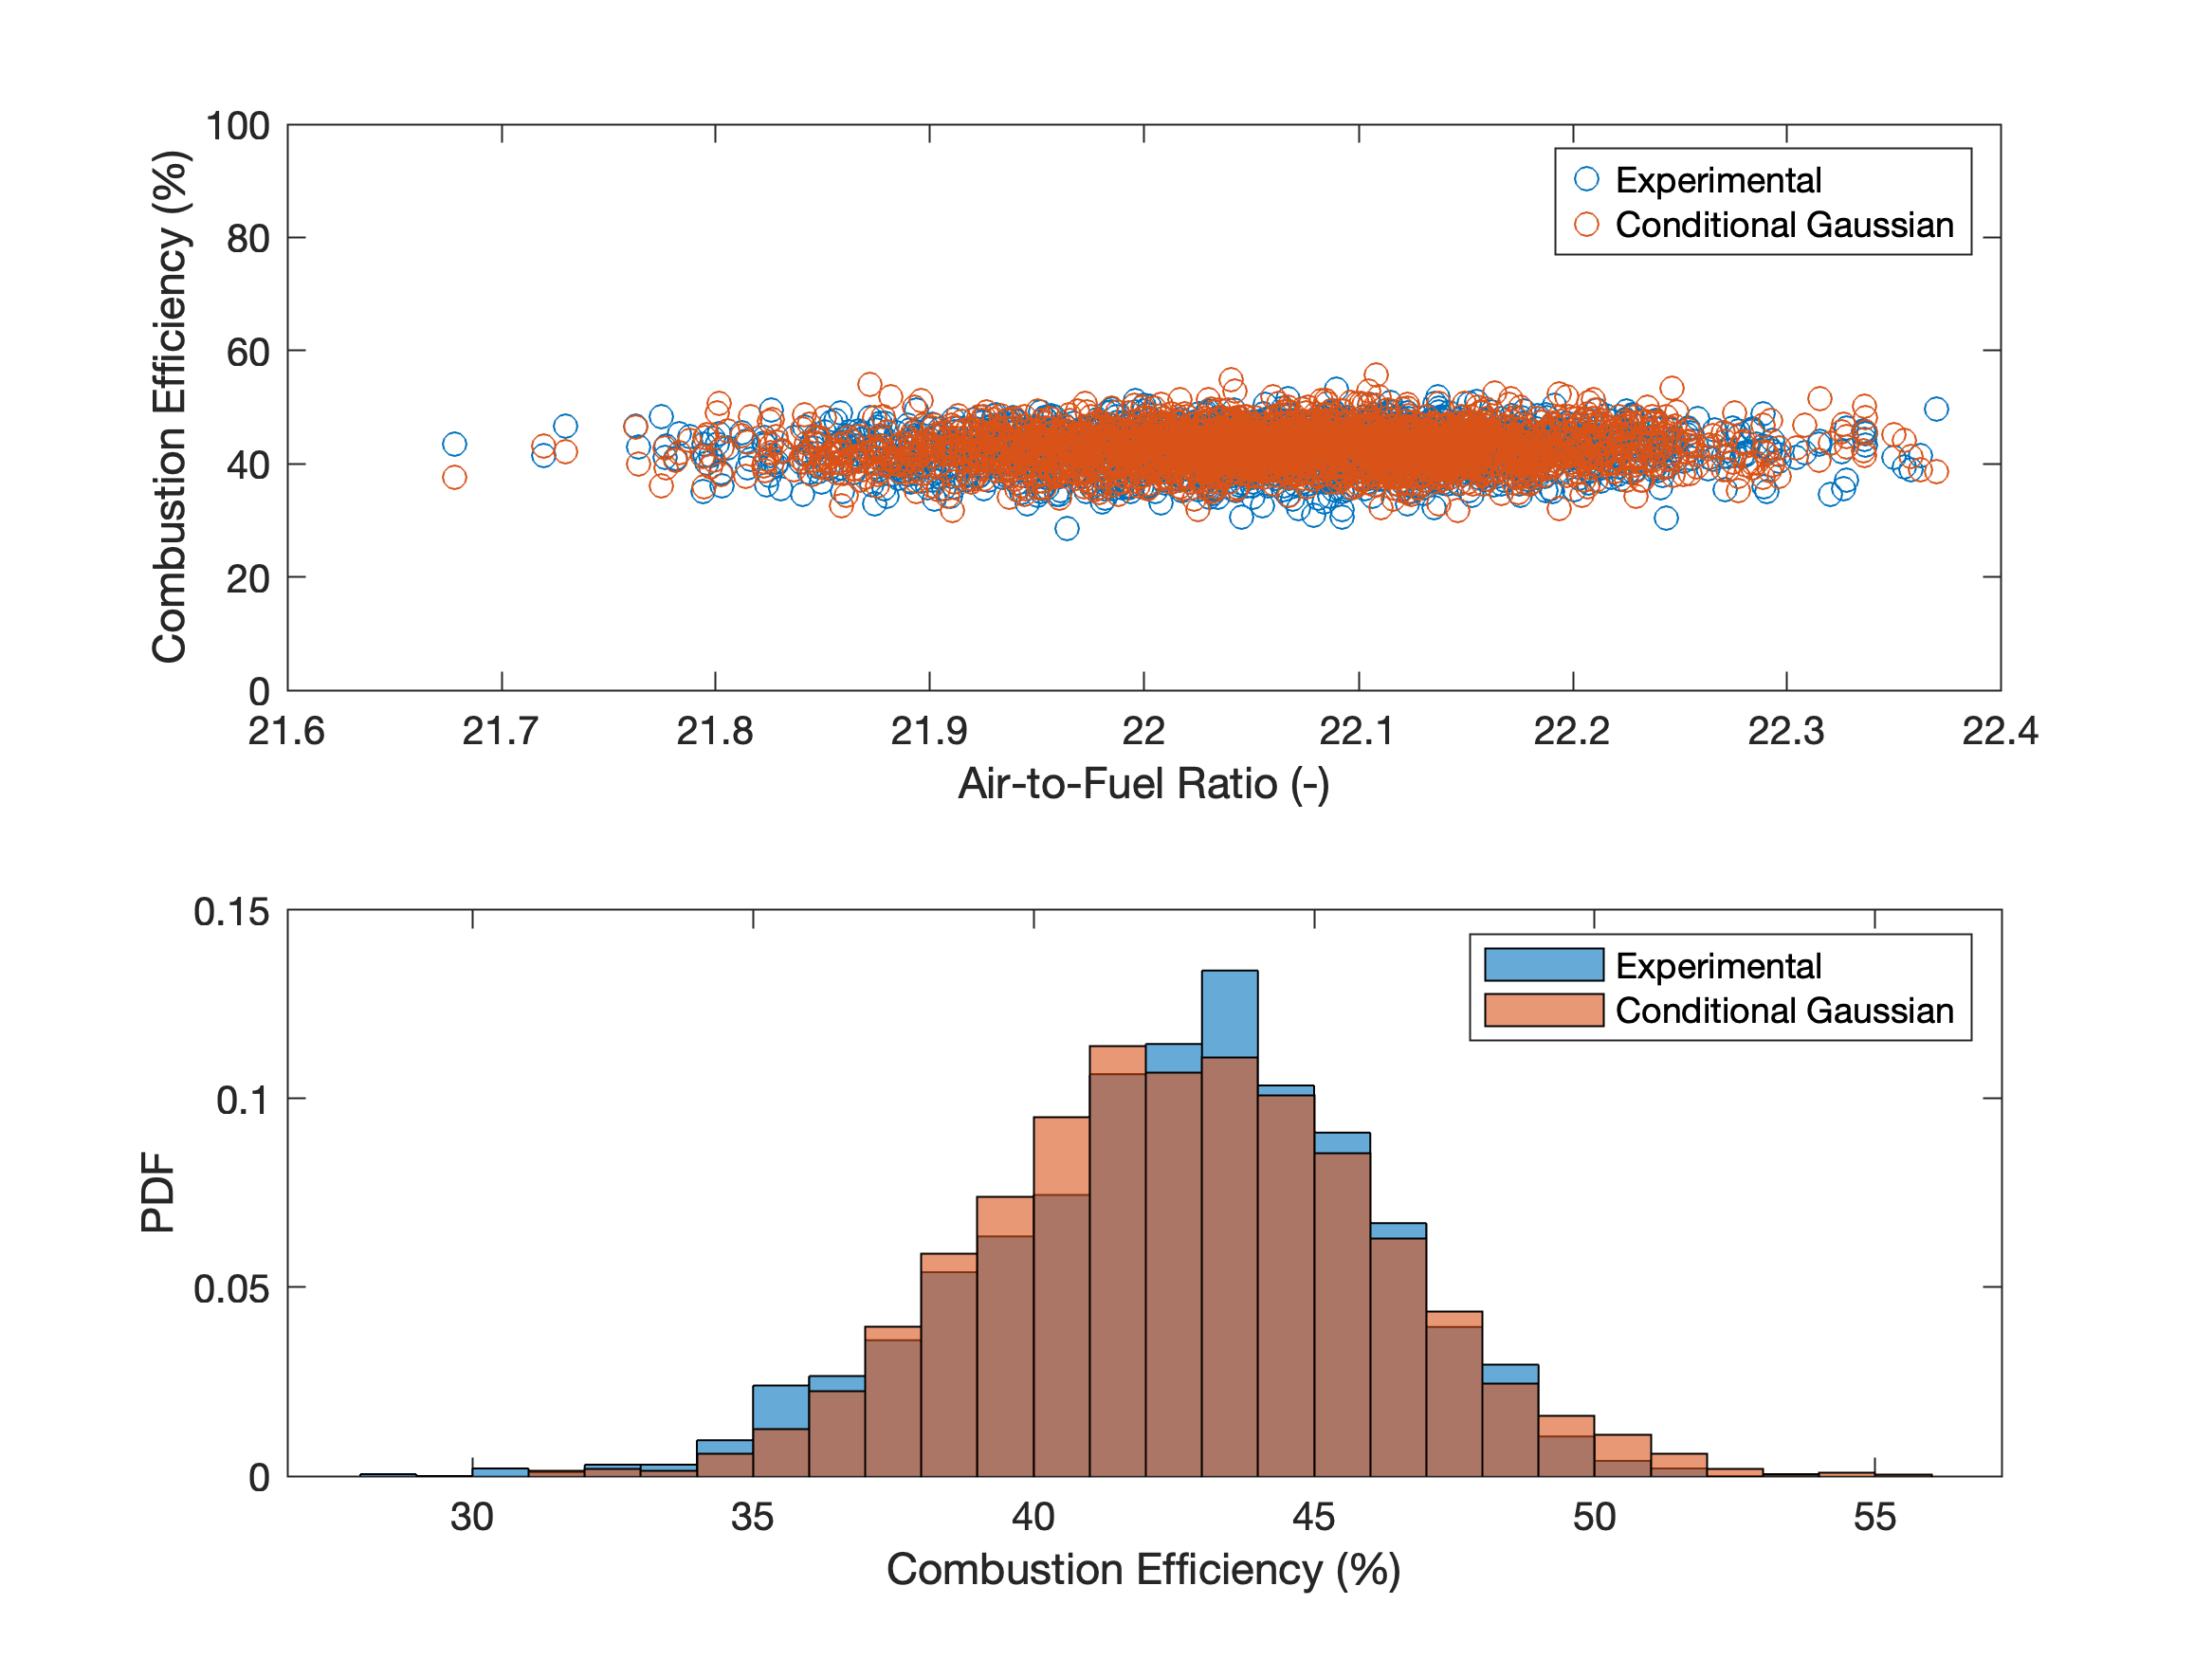 Combustion Efficiency (%)
100
80
60
40
20
0
Experimental
Conditional Gaussian
21.6 21.7 21.8 21.9 22 22.1 22.2 22.3 22.4
Air-to-Fuel Ratio (-)
PDF
0.15
0.1
0.05
0
Experimental
Conditional Gaussian
30 35 40 45 50 55
Combustion Efficiency (%)